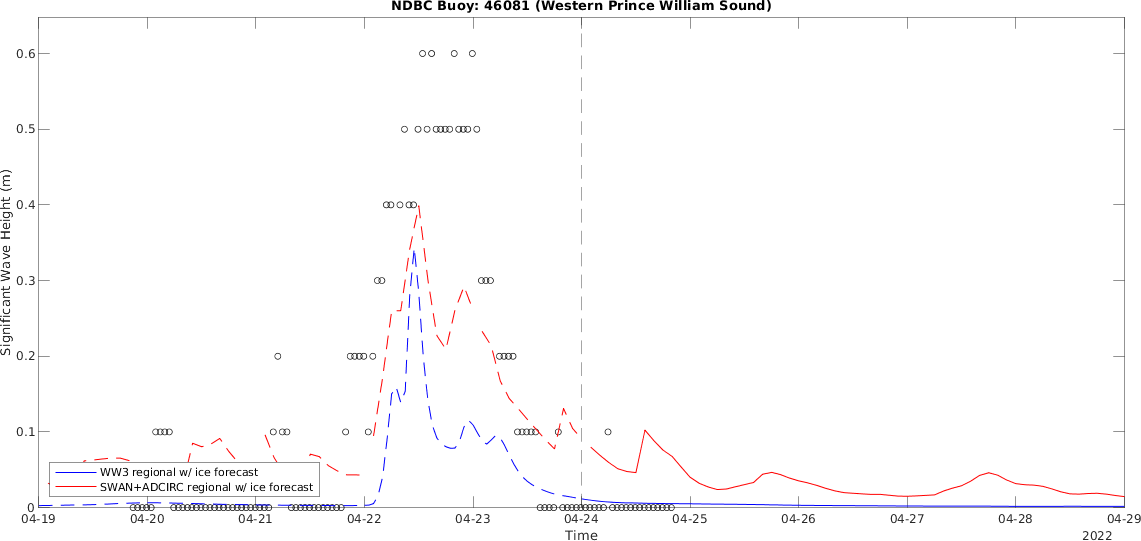 NDBC Buoy: 46081 (Western Prince William Sound)
Significant Wave Height (m)
0.6
0.5
0.4
0.3
0.2
0.1
0
WW3 regional w/ ice forecast
SWAN+ADCIRC regional w/ ice forecast
04-19 04-20 04-21 04-22 04-23 04-24 04-25 04-26 04-27 04-28 04-29
Time
2022